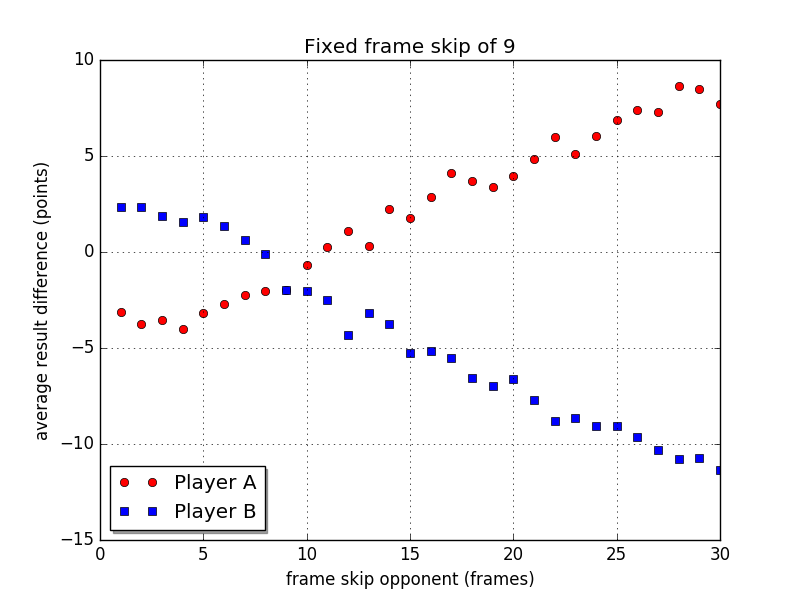 Fixed frame skip of 9
average result difference (points)
10
5
0
−5
−10
−15
Player A
Player B
0 5 10 15 20 25 30
frame skip opponent (frames)